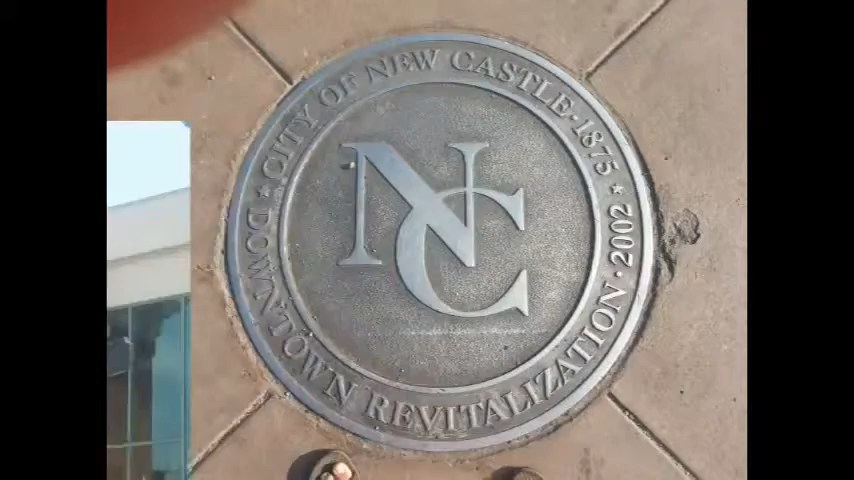 CITY OF NEW CASTLE · 1875
DOWNTOWN REVITALIZATION · 2002
NC